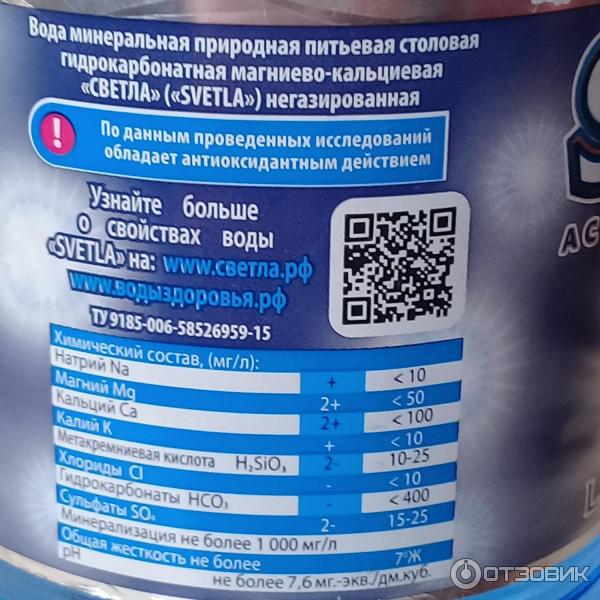 Вода минеральная природная питьевая столовая
гидрокарбонатная магниево-кальциевая
«СВЕТЛА» («SVETLA») негазированная
!
По данным проведенных исследований
обладает антиоксидантным действием
Узнайте больше
о свойствах воды
«SVETLA» на: www.светла.рф
www.водыздоровья.рф
ТУ 9185-006-58526959-15
Химический состав, (мг/л):
Натрий Na + < 10
Магний Mg 2+ < 50
Кальций Ca 2+ < 100
Калий K + < 10
Метакремниевая кислота H₂SiO₃ 2- 10-25
Хлориды Cl - < 10
Гидрокарбонаты HCO₃ - < 400
Сульфаты SO₄ 2- 15-25
Минерализация не более 1 000 мг/л
Общая жесткость не более 7°Ж
pH не более 7,6 мг.-экв./дм.куб.
AC
L
ОТЗОВИК